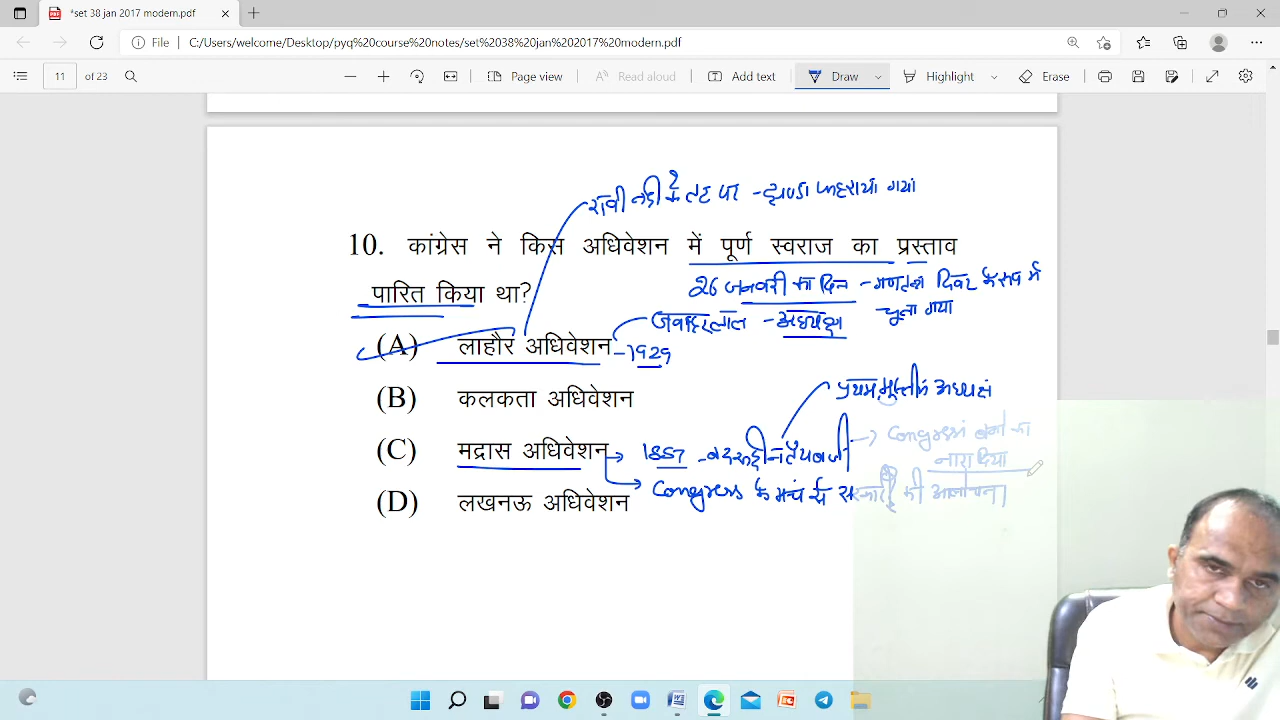 *set 38 jan 2017 modern.pdf
File C:/Users/welcome/Desktop/pyq%20course%20notes/set%2038%20jan%202017%20modern.pdf
11 of 23 Page view Read aloud Add text Draw Highlight Erase
रावी नदी के तट पर - झण्डा फहराया गया
10. कांग्रेस ने किस अधिवेशन में पूर्ण स्वराज का प्रस्ताव
पारित किया था?
26 जनवरी का दिन - गणतंत्र दिवस के रूप में
चुना गया
(A) लाहौर अधिवेशन - 1929
जवाहरलाल - अध्यक्ष
(B) कलकता अधिवेशन
प्रथम मुस्लिम अध्यक्ष
(C) मद्रास अधिवेशन → 1887 - बदरुद्दीन तैयबजी → Congress
नारा दिया
→ Congress के मंच से सरकार की आलोचना
(D) लखनऊ अधिवेशन